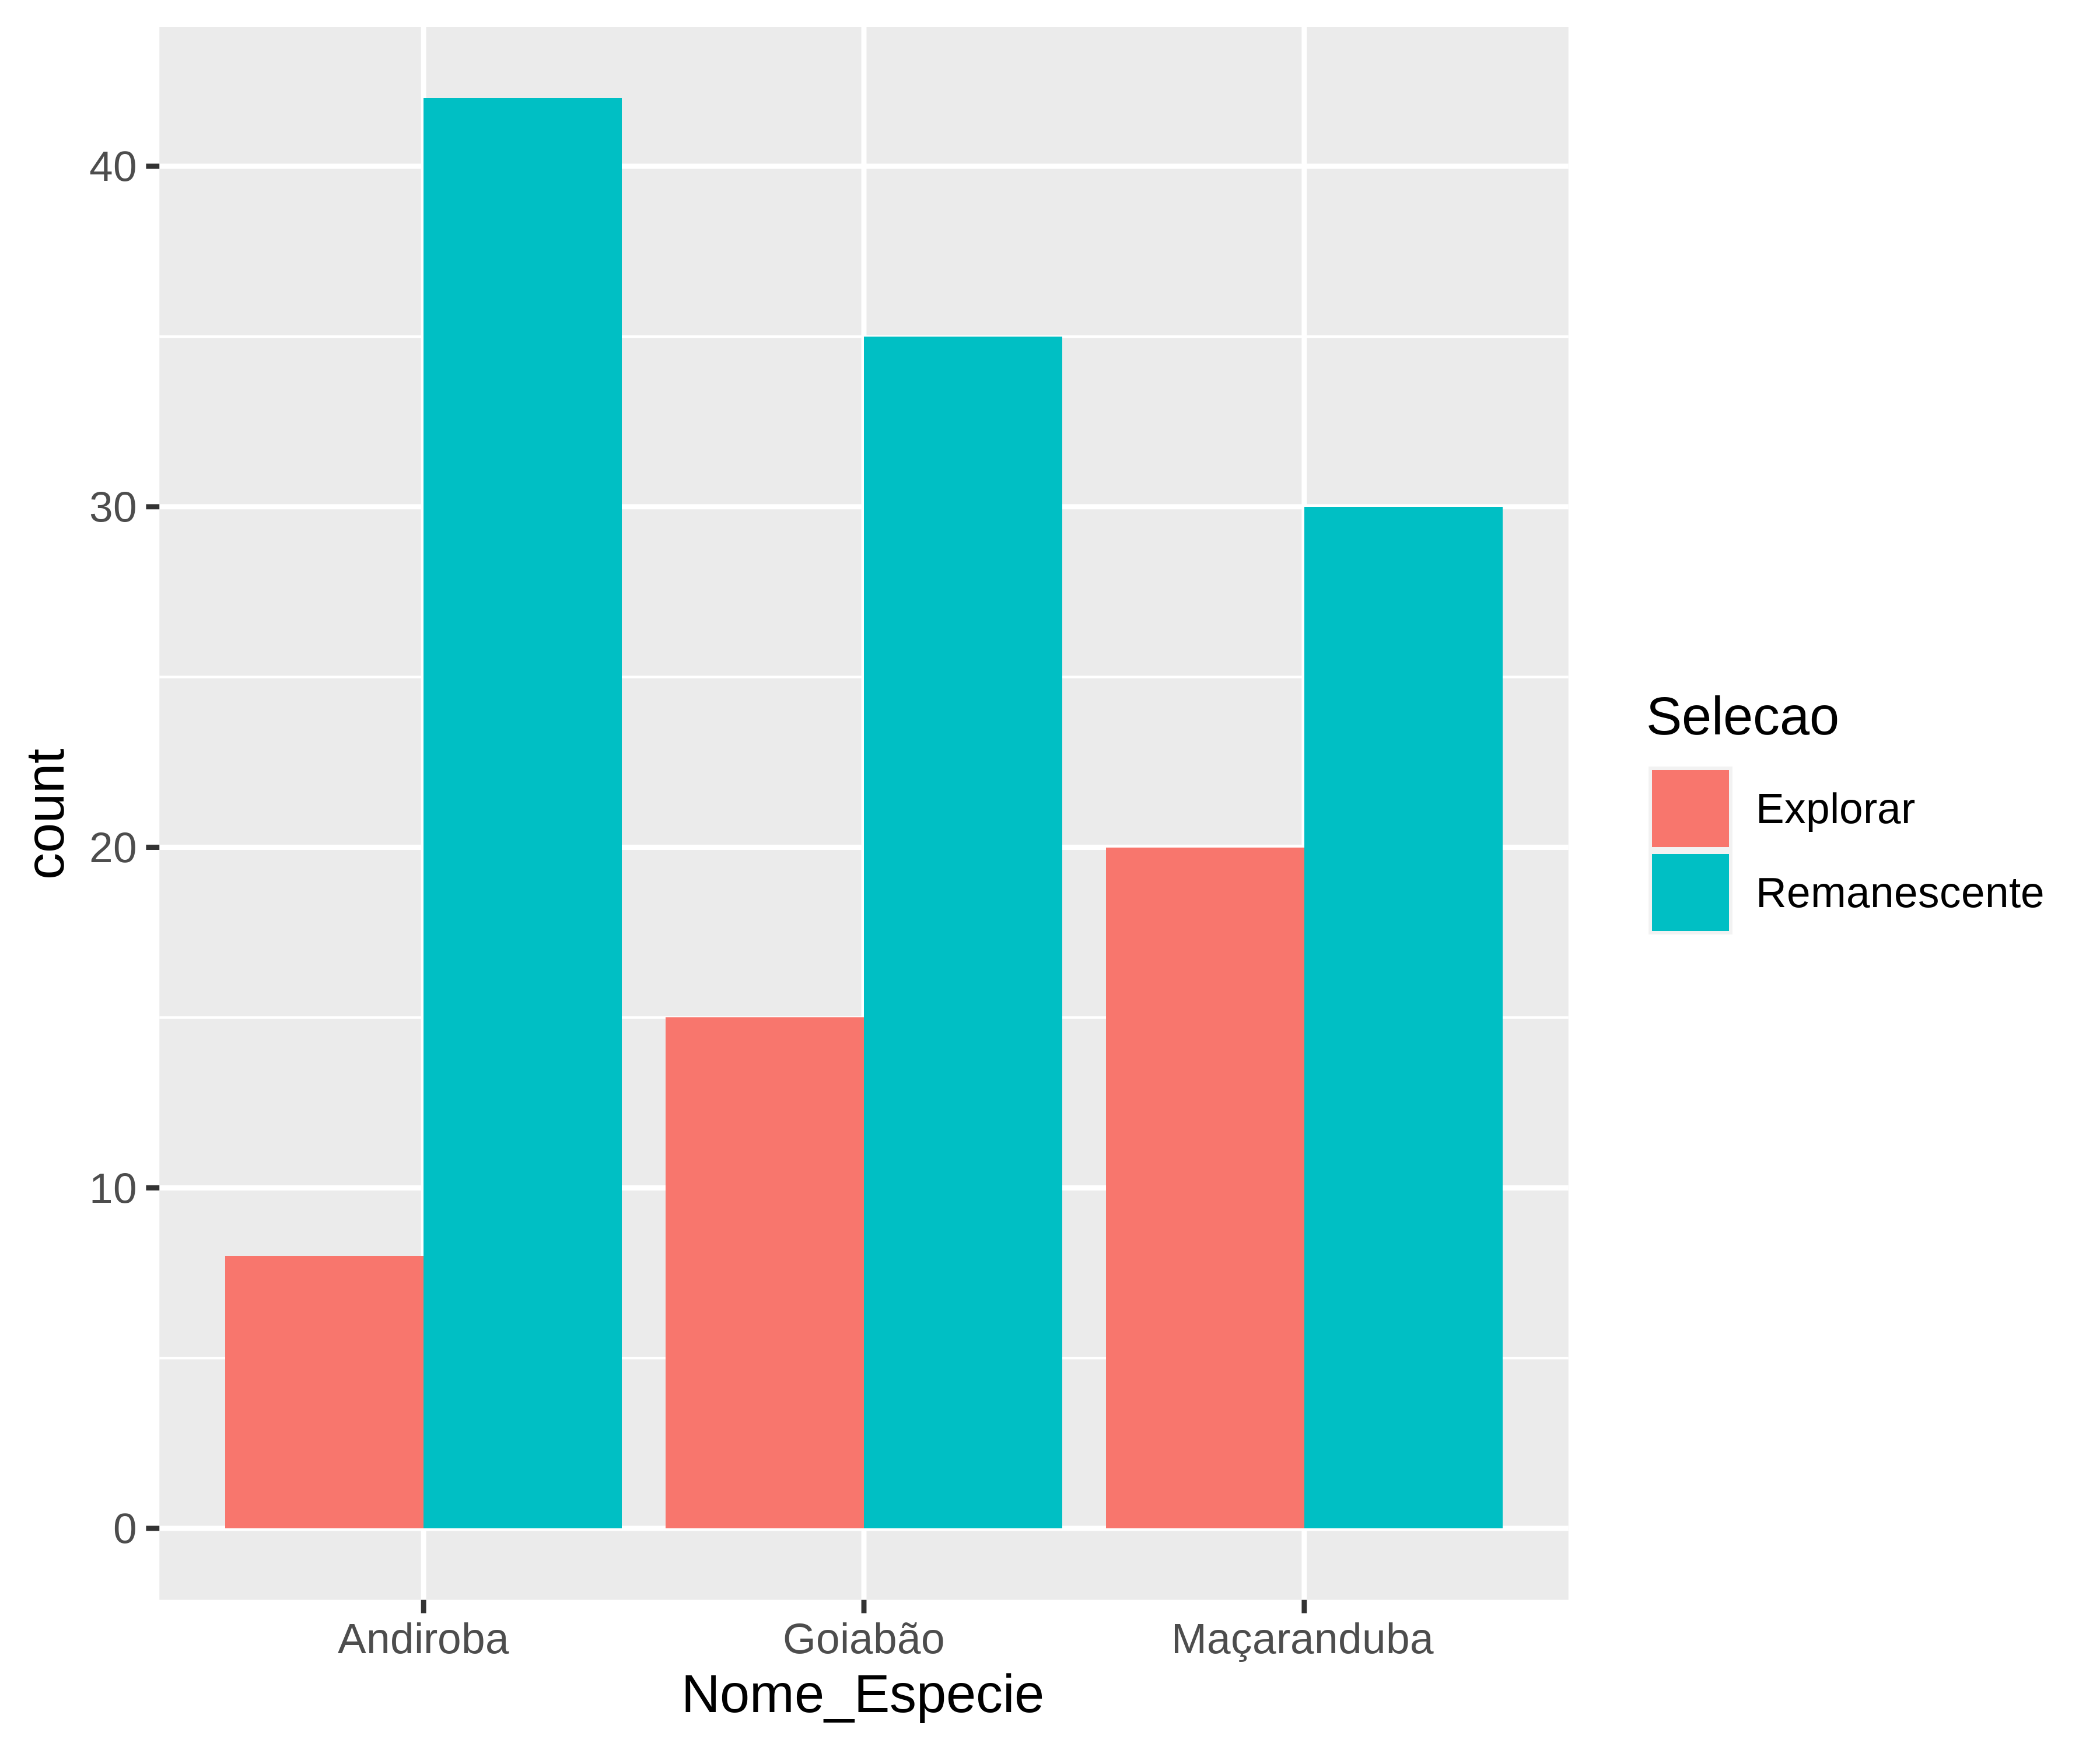 count
40
30
20
10
0
Andiroba Goiabão Maçaranduba
Nome_Especie
Selecao
Explorar
Remanescente